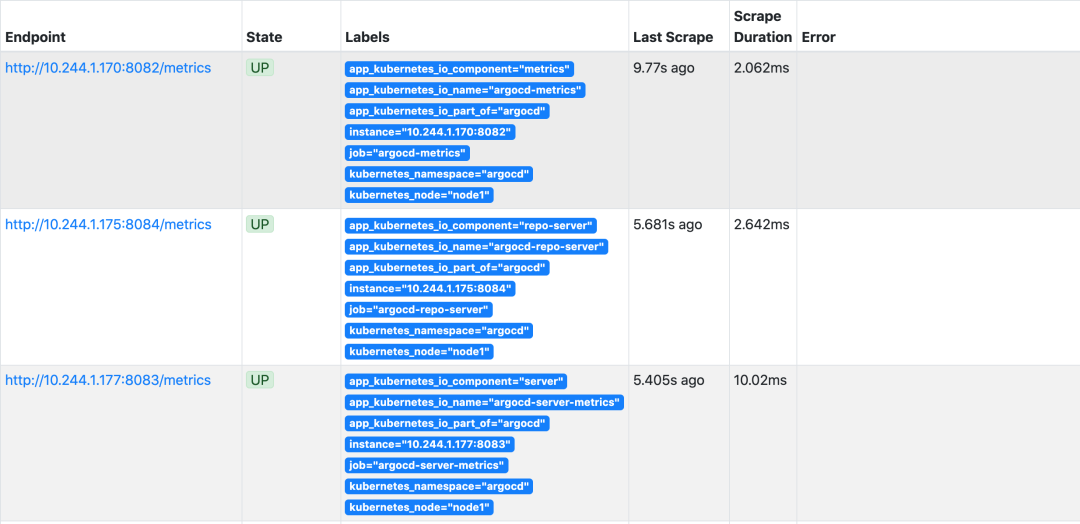 Endpoint State Labels Last Scrape Scrape Duration Error
http://10.244.1.170:8082/metrics UP app_kubernetes_io_component="metrics" 9.77s ago 2.062ms
app_kubernetes_io_name="argocd-metrics"
app_kubernetes_io_part_of="argocd"
instance="10.244.1.170:8082"
job="argocd-metrics"
kubernetes_namespace="argocd"
kubernetes_node="node1"
http://10.244.1.175:8084/metrics UP app_kubernetes_io_component="repo-server" 5.681s ago 2.642ms
app_kubernetes_io_name="argocd-repo-server"
app_kubernetes_io_part_of="argocd"
instance="10.244.1.175:8084"
job="argocd-repo-server"
kubernetes_namespace="argocd"
kubernetes_node="node1"
http://10.244.1.177:8083/metrics UP app_kubernetes_io_component="server" 5.405s ago 10.02ms
app_kubernetes_io_name="argocd-server-metrics"
app_kubernetes_io_part_of="argocd"
instance="10.244.1.177:8083"
job="argocd-server-metrics"
kubernetes_namespace="argocd"
kubernetes_node="node1"